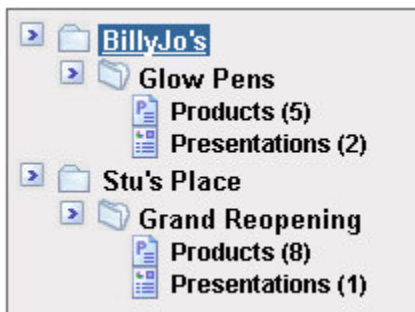 BillyJo's
Glow Pens
Products (5)
Presentations (2)
Stu's Place
Grand Reopening
Products (8)
Presentations (1)